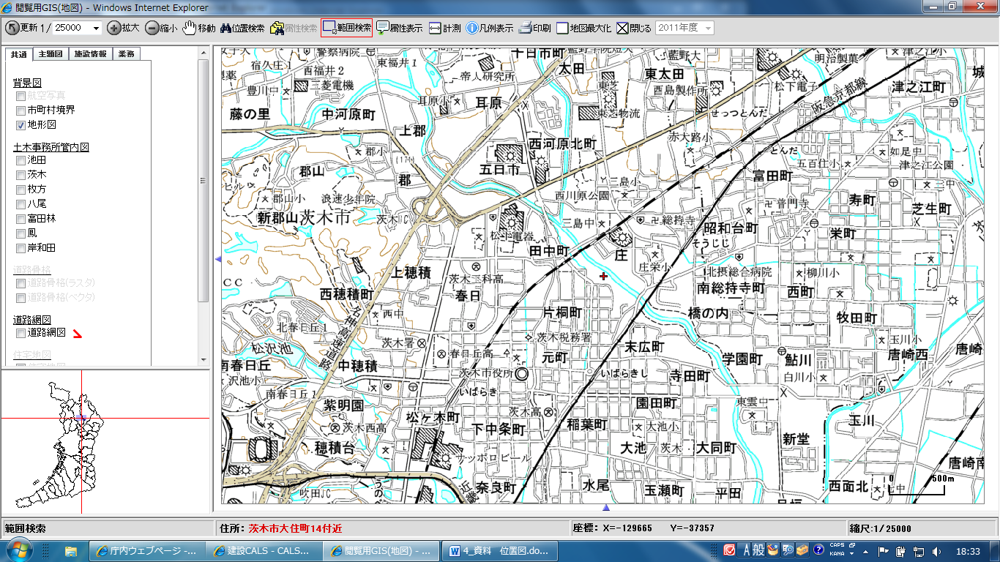 閲覧用GIS(地図) - Windows Internet Explorer
更新 1 / 25000 拡大 縮小 移動 位置検索 属性検索 範囲検索 属性表示 計測 凡例表示 印刷 地図最大化 閉じる 2011年度
共通 主題図 施設情報 業務
背景図
航空写真
市町村境界
地形図
土木事務所管内図
池田
茨木
枚方
八尾
富田林
鳳
岸和田
道路骨格
道路骨格(ラスタ)
道路骨格(ベクタ)
道路網図
道路網図
住宅地図
警察病院
十日市町
藍野大
明治製菓
津之江小
宿久庄1
西福井2
東福井1
帝人研究所
太田
東芝
東太田
松下電子
城
豊川中
三菱電機
耳原小
耳原
西島製作所
阪急京都線
津之江町
藤の里
中河原町
東芝物流
せっつとんだ
上郡
西河原北町
赤大路小
とんだ
如是中
郡小
(171)
五日市
三島小
富田町
五百住小
津之江公園
郡山
郡
西川原公園
普門寺
寿町
二中
郡山小
浪速少年院
芝生町
新郡山
茨木市
茨木IC
三島中
総持寺
昭和台町
栄町
松下電器
田中町
庄
そうじじ
庄栄小
北摂総合病院
柳川小
CC
上穂積
茨木工科高
南総持寺町
西町
西穂積町
春日
名神高速道路
西中
片桐町
橋の内
牧田町
北春日丘1
茨木署
茨木税務署
末広町
玉川小
唐崎
松沢池
春日丘高
元町
学園町
鮎川
唐崎西
南春日丘
中穂積
茨木市役所
いばらきし
寺田町
白川小
沢池小
南春日丘1
いばらき
紫明園
茨木高
園田町
東雲中
茨木西高
松ヶ本町
下中条町
稲葉町
大池小
玉川
穂積台
サッポロビール
大池
茨木
大同町
新堂
唐崎南
奈良町
水尾
玉瀬町
平田
西面北
吹田JC
0 500m
範囲検索
住所: 茨木市大住町14付近
座標: X=-129665 Y=-37357
縮尺:1/25000
庁内ウェブページ -...
建設CALS - CALS...
閲覧用GIS(地図) - ...
4_資料 位置図.do...
A 般
CAPS
KANA
18:33